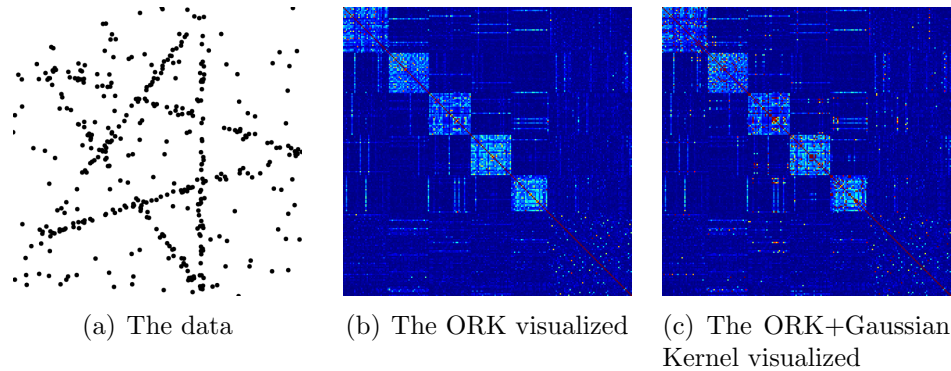 (a) The data
(b) The ORK visualized
(c) The ORK+Gaussian
Kernel visualized